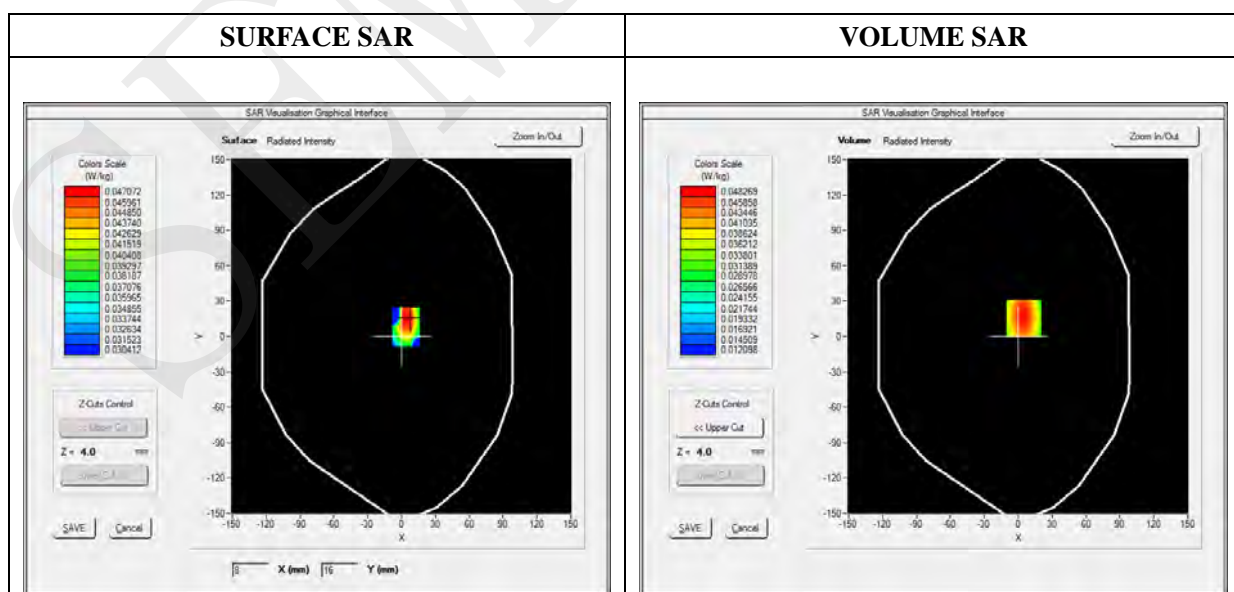 SURFACE SAR
VOLUME SAR
SAR Visualisation Graphical Interface
Surface Radiated Intensity
Zoom In/Out
Colors Scale
(W/kg)
0.047072
0.045961
0.044850
0.043740
0.042629
0.041519
0.040408
0.039297
0.038187
0.037076
0.035965
0.034855
0.033744
0.032634
0.031523
0.030412
150
120
90
60
30
0
-30
-60
-90
-120
-150
Y
-150 -120 -90 -60 -30 0 30 60 90 120 150
X
Z-Cuts Control
<< Upper Cut
Z = 4.0 mm
SAVE Cancel
8 X (mm) 16 Y (mm)
SAR Visualisation Graphical Interface
Volume Radiated Intensity
Zoom In/Out
Colors Scale
(W/kg)
0.048269
0.045858
0.043446
0.041035
0.038624
0.036212
0.033801
0.031389
0.028978
0.026566
0.024155
0.021744
0.019332
0.016921
0.014509
0.012098
150
120
90
60
30
0
-30
-60
-90
-120
-150
Y
-150 -120 -90 -60 -30 0 30 60 90 120 150
X
Z-Cuts Control
<< Upper Cut
Z = 4.0 mm
SAVE Cancel